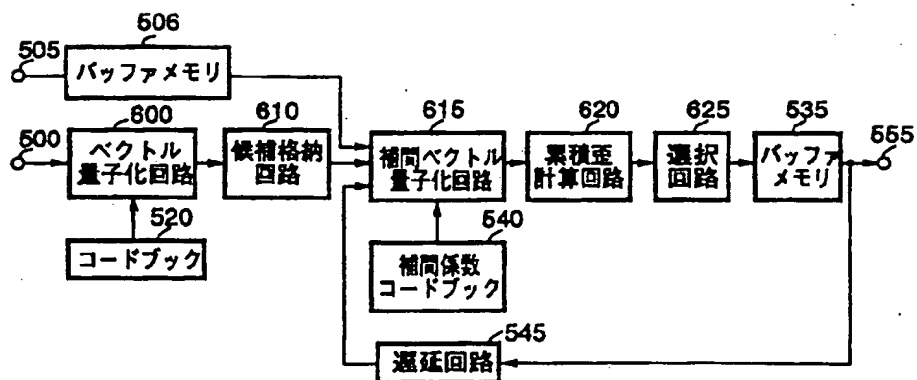 506
505
バッファメモリ
600
610
615
620
625
535
500
ベクトル
量子化回路
候補格納
回路
補間ベクトル
量子化回路
累積歪
計算回路
選択
回路
バッファ
メモリ
555
520
コードブック
540
補間係数
コードブック
545
遅延回路